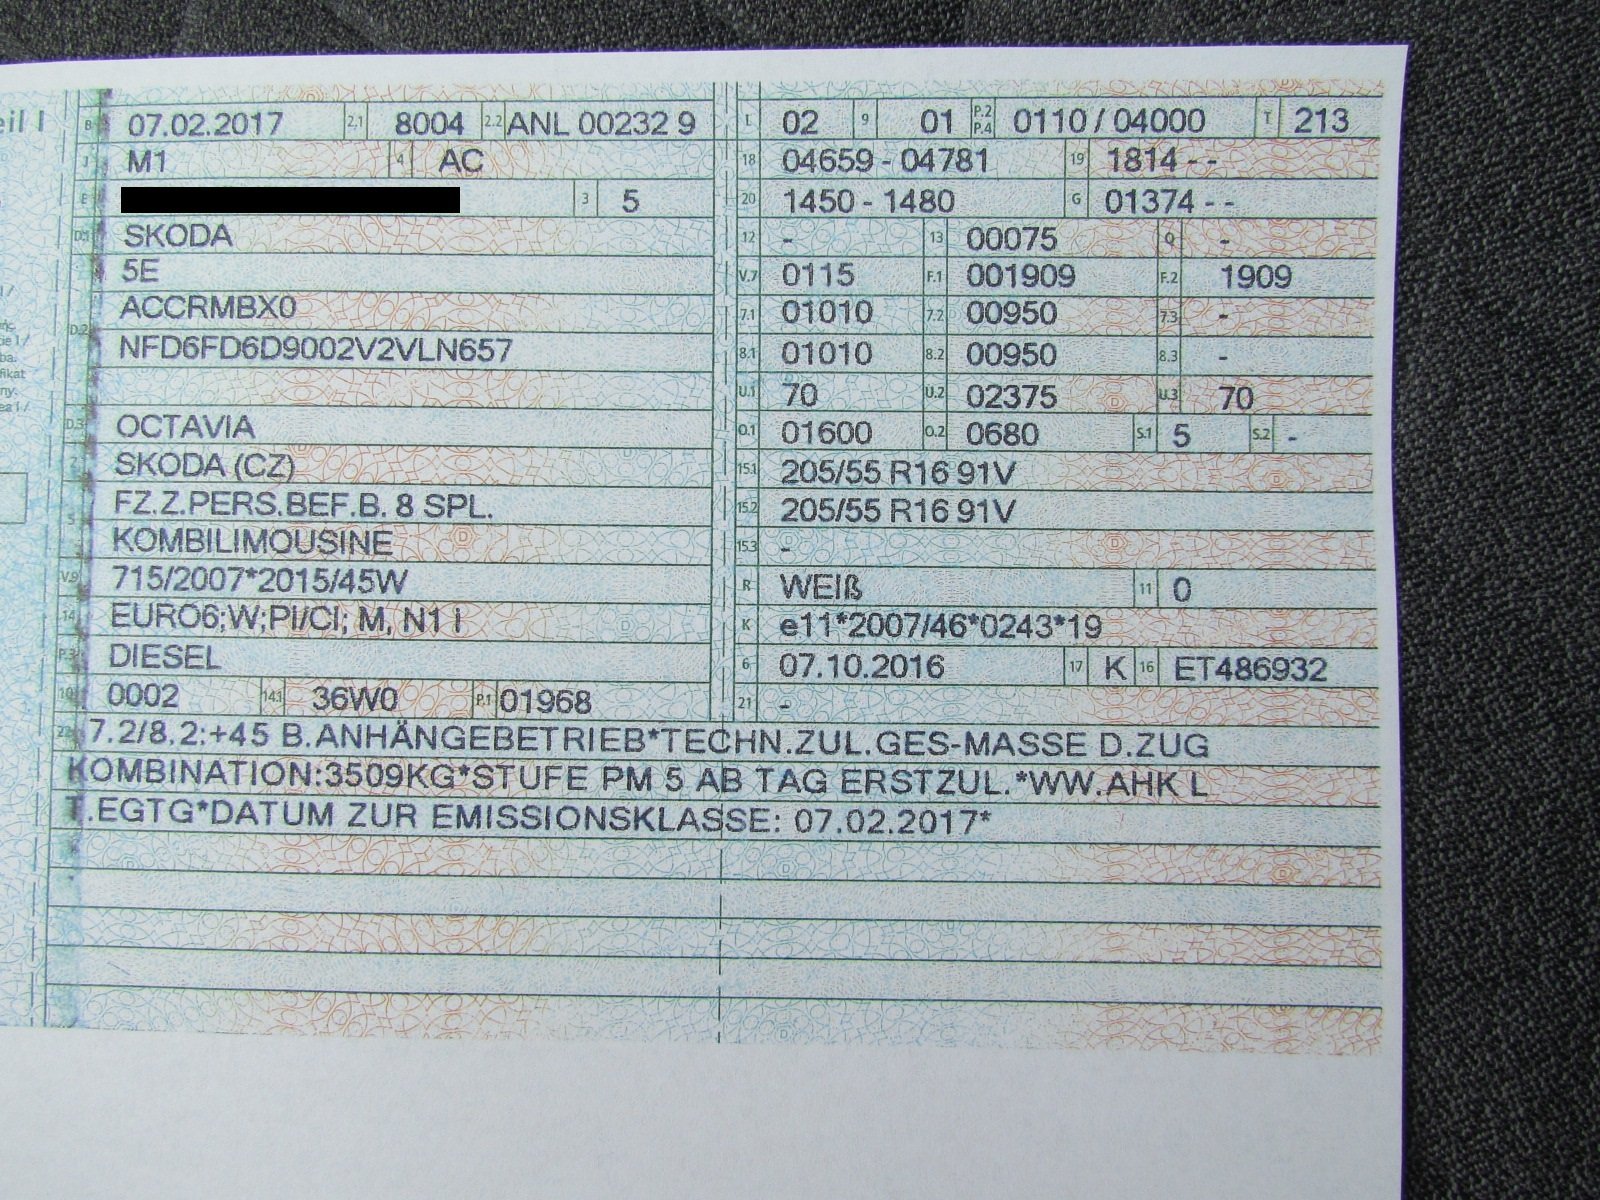 eil I
B 07.02.2017 2.1 8004 2.2 ANL 00232 9
J M1 4 AC
E 3 5
D.1 SKODA
5E
D.2 ACCRMBX0
NFD6FD6D9002V2VLN657
D.3 OCTAVIA
2 SKODA (CZ)
5 FZ.Z.PERS.BEF.B. 8 SPL.
KOMBILIMOUSINE
V.9 715/2007*2015/45W
14 EURO6;W;PI/CI; M, N1 I
P.3 DIESEL
10 0002 14.1 36W0 P.1 01968
L 02 9 01 P.2 P.4 0110 / 04000 T 213
18 04659 - 04781 19 1814 - -
20 1450 - 1480 G 01374 - -
12 - 13 00075 Q -
V.7 0115 F.1 001909 F.2 1909
7.1 01010 7.2 00950 7.3 -
8.1 01010 8.2 00950 8.3 -
U.1 70 U.2 02375 U.3 70
O.1 01600 O.2 0680 S.1 5 S.2 -
15.1 205/55 R16 91V
15.2 205/55 R16 91V
15.3 -
R WEIß 11 0
K e11*2007/46*0243*19
6 07.10.2016 17 K 16 ET486932
21 -
22 7.2/8.2:+45 B.ANHÄNGEBETRIEB*TECHN.ZUL.GES-MASSE D.ZUG
KOMBINATION:3509KG*STUFE PM 5 AB TAG ERSTZUL.*WW.AHK L
T.EGTG*DATUM ZUR EMISSIONSKLASSE: 07.02.2017*